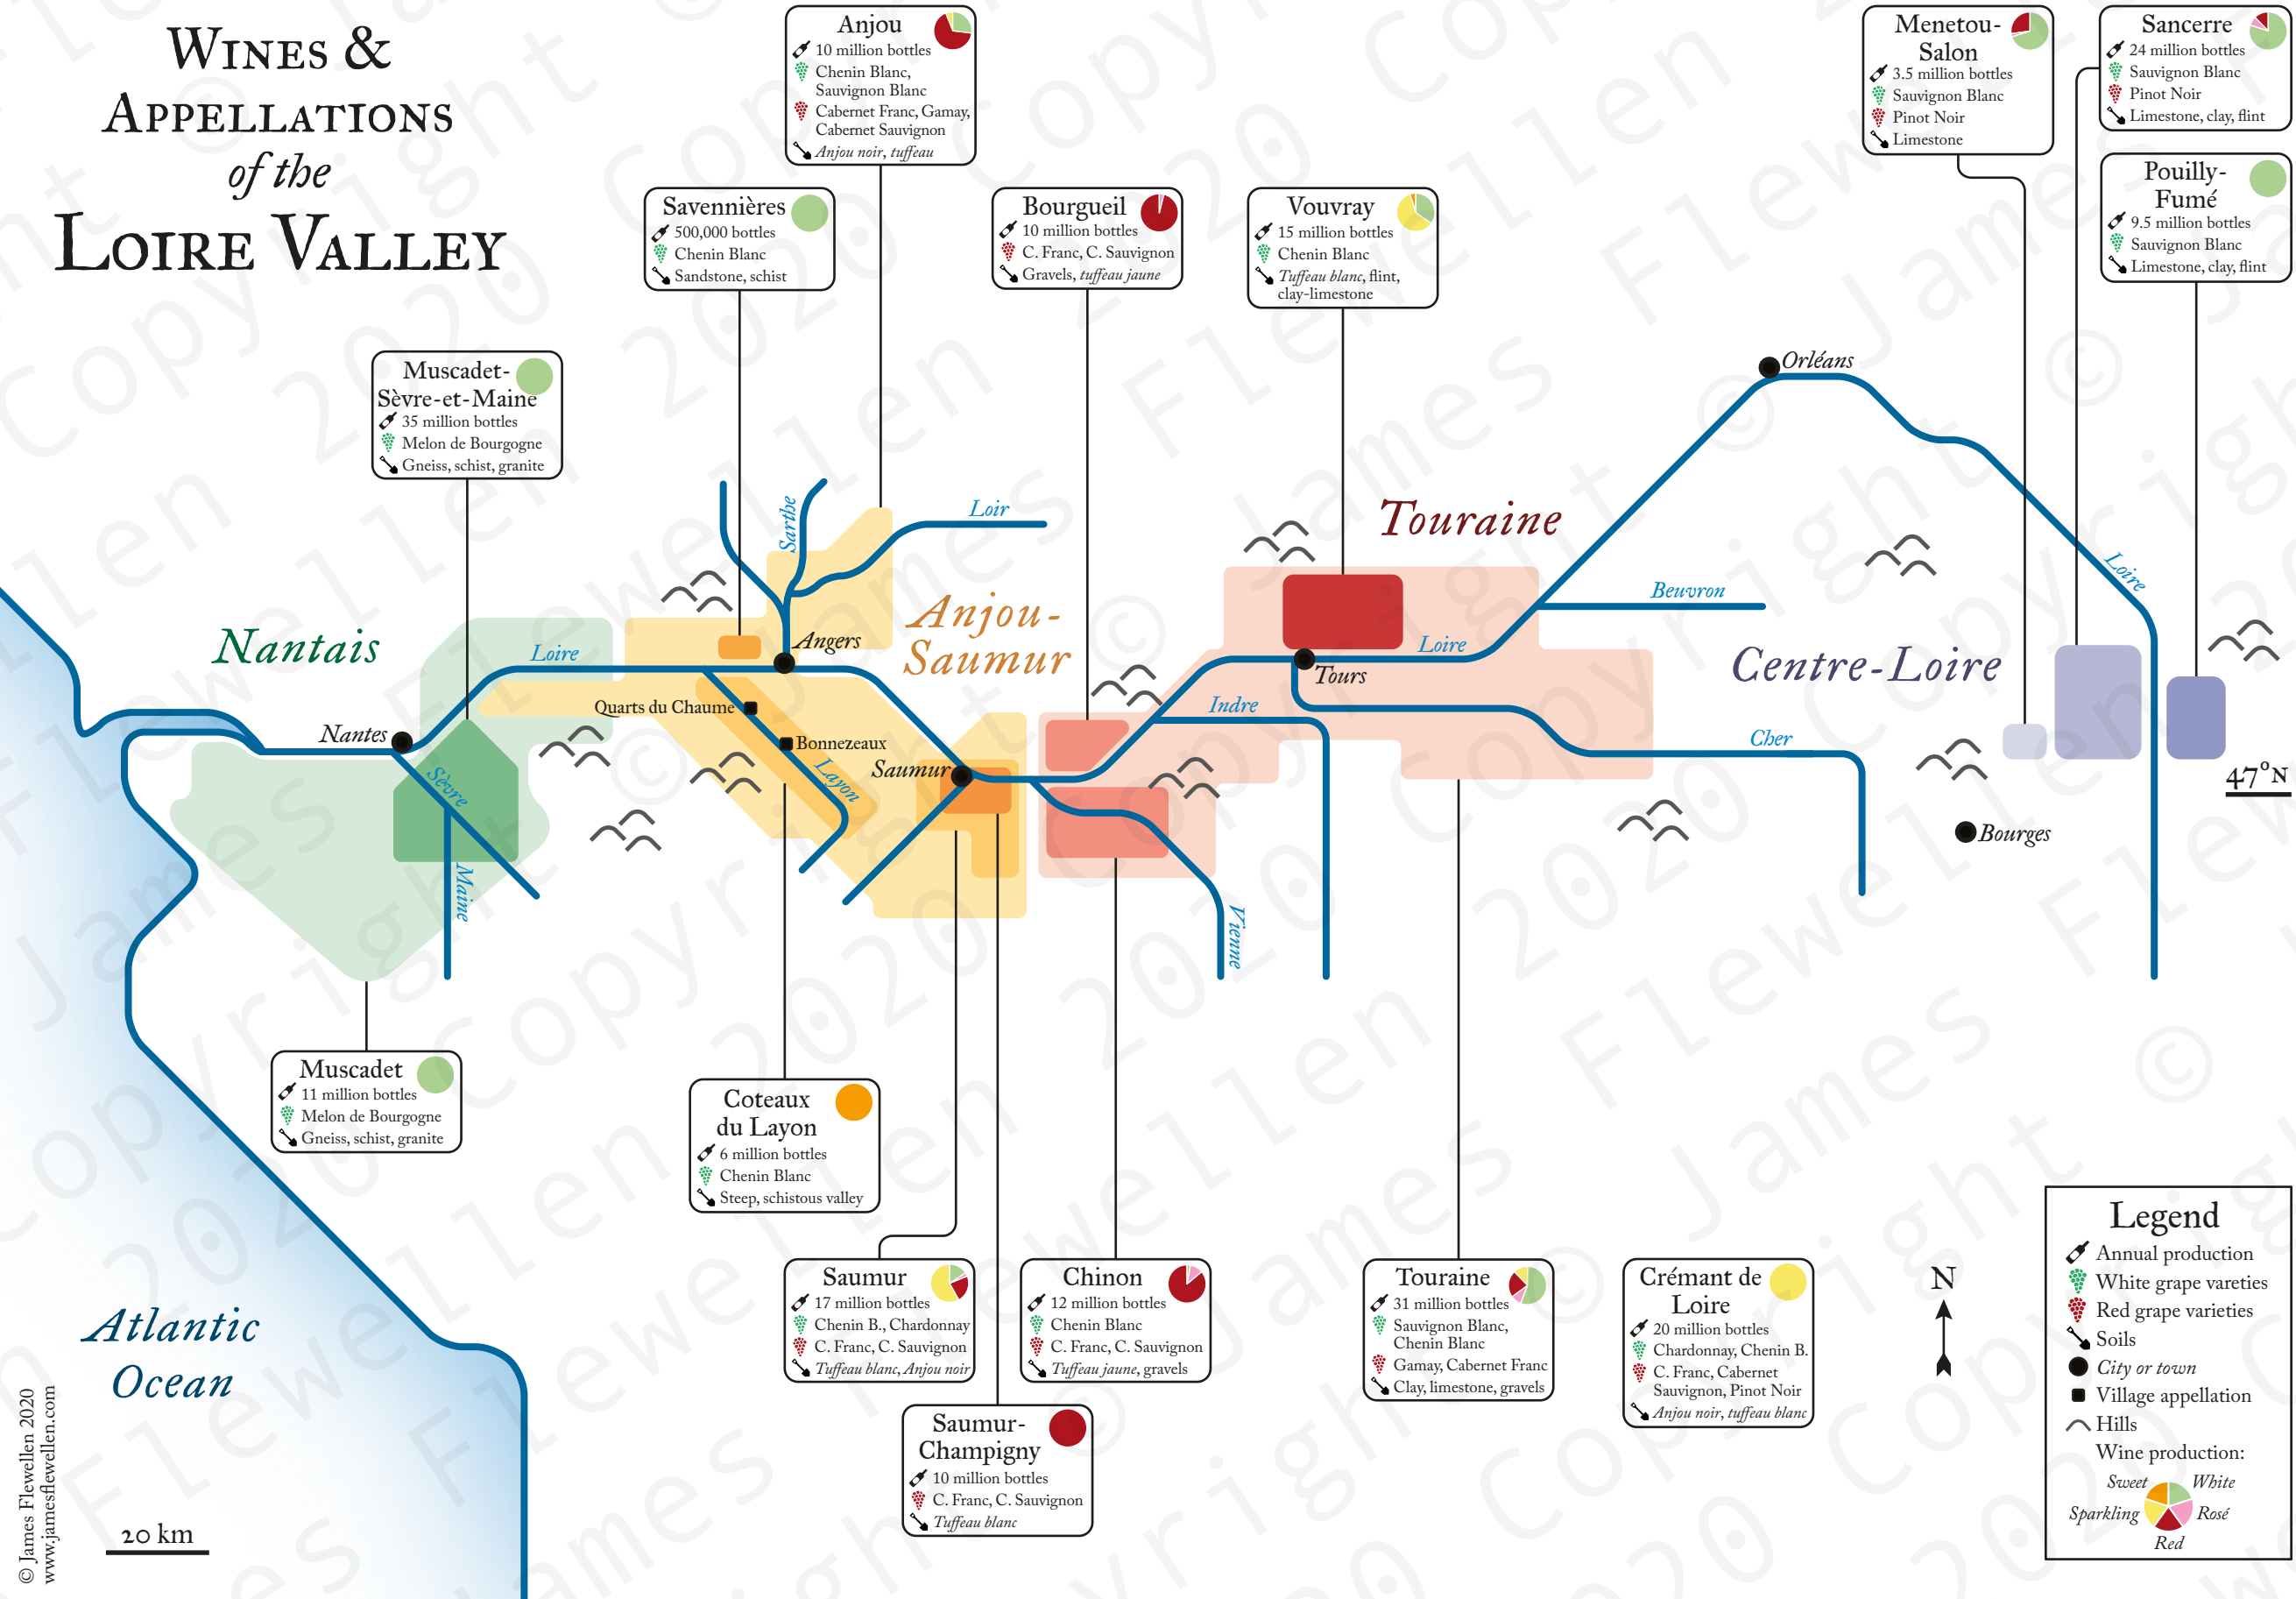 Wines &
Appellations
of the
Loire Valley
Anjou
10 million bottles
Chenin Blanc,
Sauvignon Blanc
Cabernet Franc, Gamay,
Cabernet Sauvignon
Anjou noir, tuffeau
Menetou-
Salon
3.5 million bottles
Sauvignon Blanc
Pinot Noir
Limestone
Sancerre
24 million bottles
Sauvignon Blanc
Pinot Noir
Limestone, clay, flint
Pouilly-
Fumé
9.5 million bottles
Sauvignon Blanc
Limestone, clay, flint
Savennières
500,000 bottles
Chenin Blanc
Sandstone, schist
Bourgueil
10 million bottles
C. Franc, C. Sauvignon
Gravels, tuffeau jaune
Vouvray
15 million bottles
Chenin Blanc
Tuffeau blanc, flint,
clay-limestone
Muscadet-
Sèvre-et-Maine
35 million bottles
Melon de Bourgogne
Gneiss, schist, granite
Orléans
Sarthe
Loir
Touraine
Loire
Beuvron
Nantais
Anjou-
Saumur
Angers
Loire
Loire
Centre-Loire
Tours
Quarts du Chaume
Indre
Nantes
Bonnezeaux
Cher
Saumur
Layon
Sèvre
47°N
Bourges
Maine
Vienne
Muscadet
11 million bottles
Melon de Bourgogne
Gneiss, schist, granite
Coteaux
du Layon
6 million bottles
Chenin Blanc
Steep, schistous valley
Saumur
17 million bottles
Chenin B., Chardonnay
C. Franc, C. Sauvignon
Tuffeau blanc, Anjou noir
Chinon
12 million bottles
Chenin Blanc
C. Franc, C. Sauvignon
Tuffeau jaune, gravels
Touraine
31 million bottles
Sauvignon Blanc,
Chenin Blanc
Gamay, Cabernet Franc
Clay, limestone, gravels
Crémant de
Loire
20 million bottles
Chardonnay, Chenin B.
C. Franc, Cabernet
Sauvignon, Pinot Noir
Anjou noir, tuffeau blanc
Saumur-
Champigny
10 million bottles
C. Franc, C. Sauvignon
Tuffeau blanc
N
Legend
Annual production
White grape vareties
Red grape varieties
Soils
City or town
Village appellation
Hills
Wine production:
Sweet
White
Sparkling
Rosé
Red
Atlantic
Ocean
20 km
© James Flewellen 2020
www.jamesflewellen.com
Copyright © James Flewellen 2020